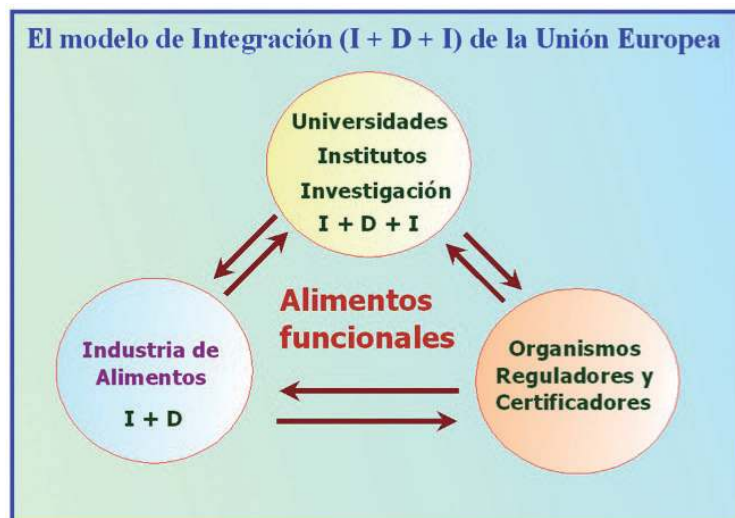 El modelo de Integración (I + D + I) de la Unión Europea
Universidades
Institutos
Investigación
I + D + I
Alimentos
funcionales
Industria de
Alimentos
I + D
Organismos
Reguladores y
Certificadores